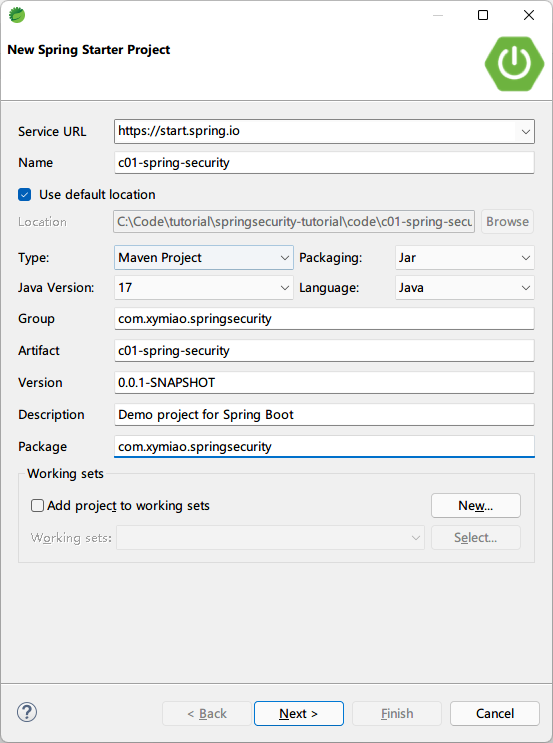 New Spring Starter Project
Service URL https://start.spring.io
Name c01-spring-security
Use default location
Location C:\Code\tutorial\springsecurity-tutorial\code\c01-spring-secu Browse
Type: Maven Project Packaging: Jar
Java Version: 17 Language: Java
Group com.xymiao.springsecurity
Artifact c01-spring-security
Version 0.0.1-SNAPSHOT
Description Demo project for Spring Boot
Package com.xymiao.springsecurity
Working sets
Add project to working sets New...
Working sets: Select...
? < Back Next > Finish Cancel